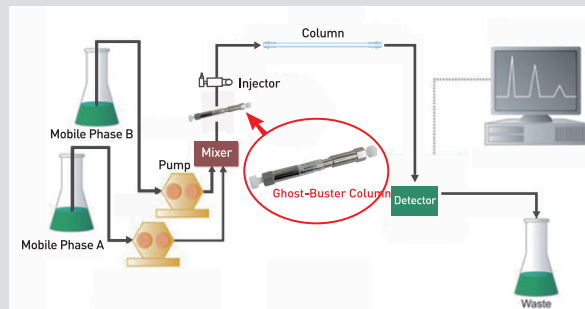 Column
Injector
Mobile Phase B
Mixer
Pump
Ghost-Buster Column
Detector
Mobile Phase A
Waste